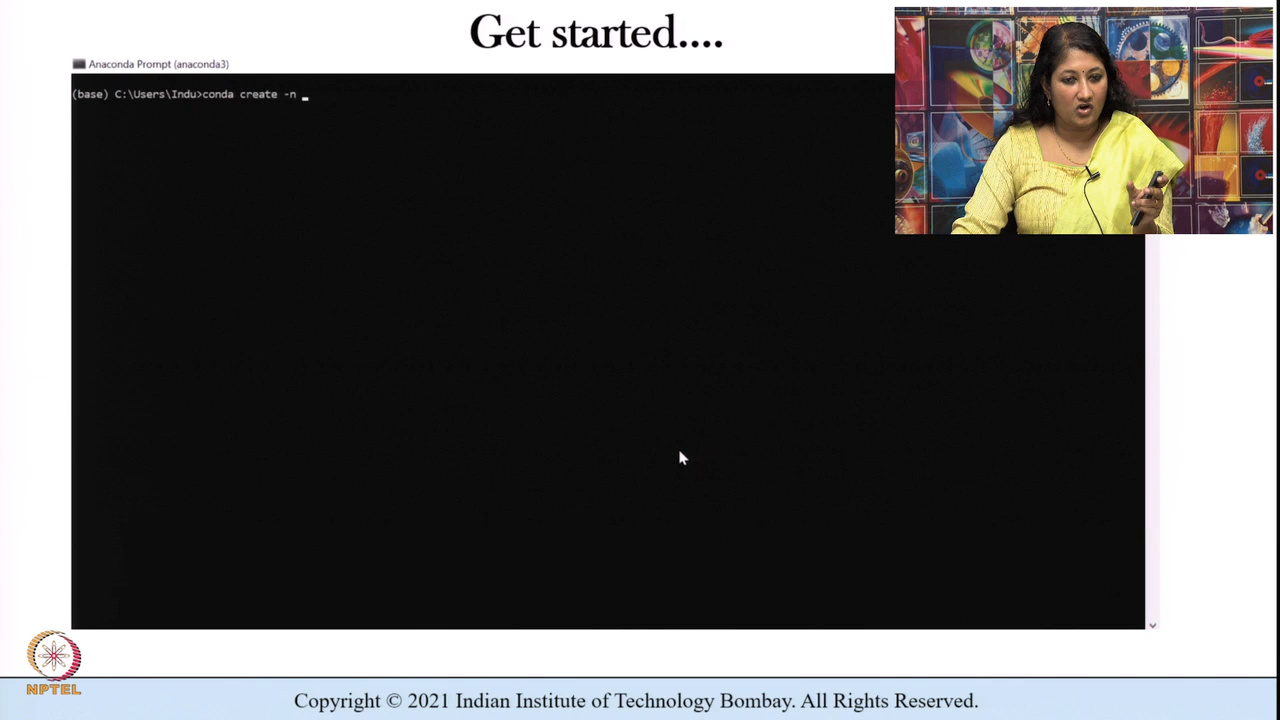 Get started....
Anaconda Prompt (anaconda3)
(base) C:\Users\Indu>conda create -n _
NPTEL
Copyright © 2021 Indian Institute of Technology Bombay. All Rights Reserved.